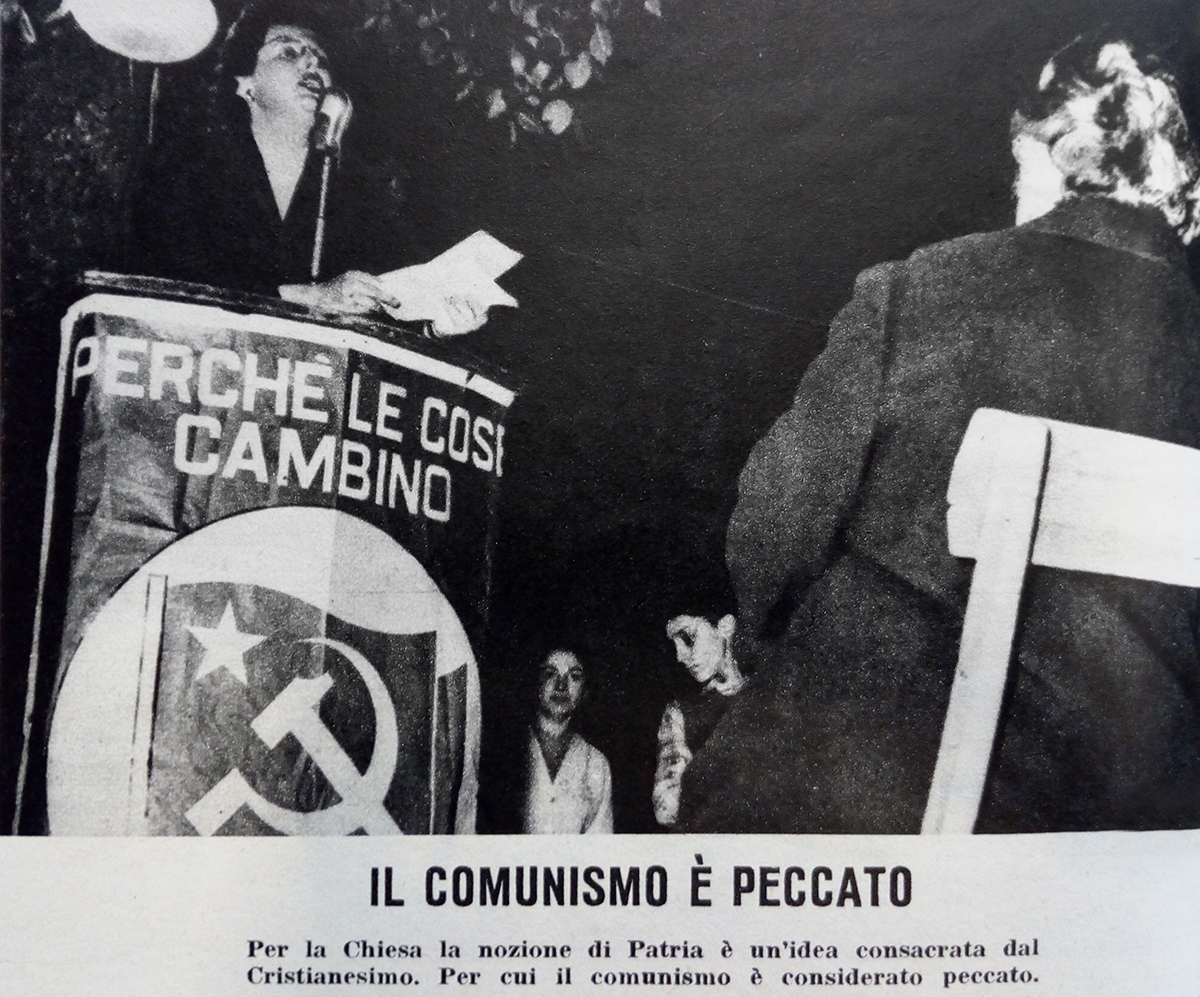 PERCHÉ LE COSE
CAMBINO
IL COMUNISMO È PECCATO
Per la Chiesa la nozione di Patria è un'idea consacrata dal
Cristianesimo. Per cui il comunismo è considerato peccato.